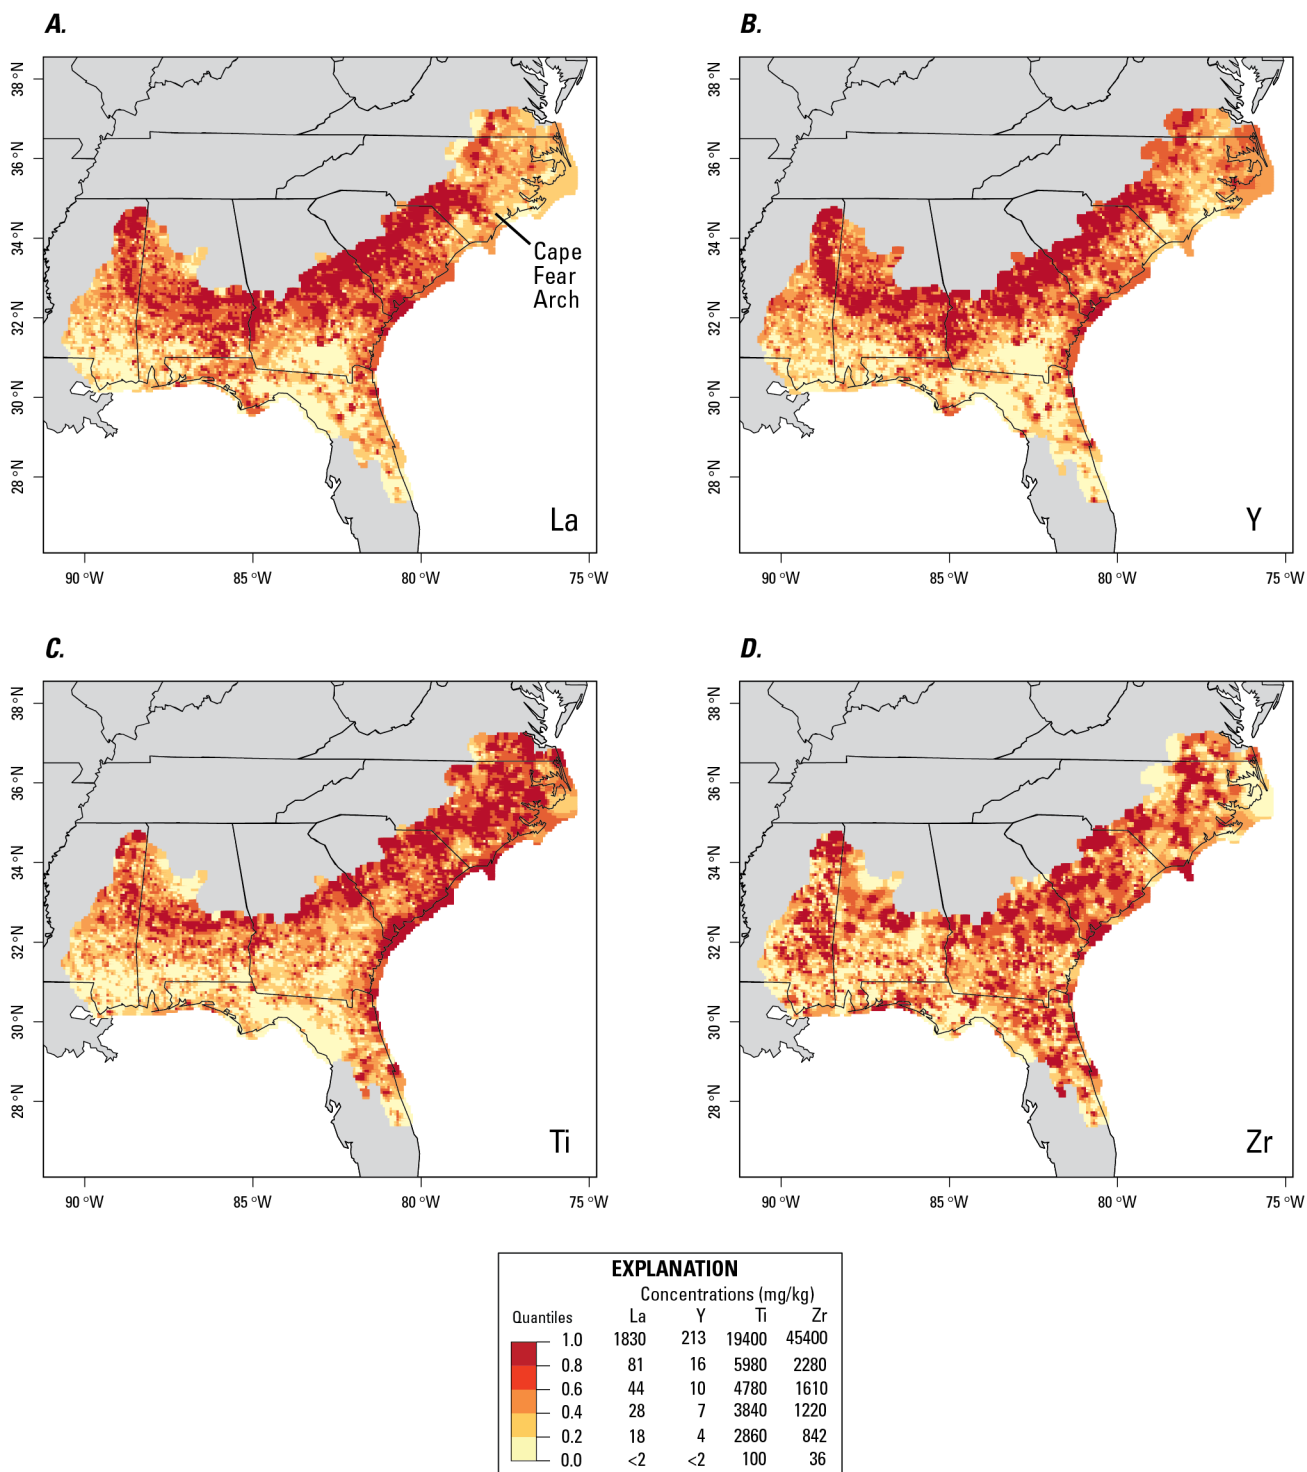 A.
38 °N
36 °N
34 °N
32 °N
30 °N
28 °N
Cape
Fear
Arch
La
90 °W 85 °W 80 °W 75 °W
B.
38 °N
36 °N
34 °N
32 °N
30 °N
28 °N
Y
90 °W 85 °W 80 °W 75 °W
C.
38 °N
36 °N
34 °N
32 °N
30 °N
28 °N
Ti
90 °W 85 °W 80 °W 75 °W
D.
38 °N
36 °N
34 °N
32 °N
30 °N
28 °N
Zr
90 °W 85 °W 80 °W 75 °W
EXPLANATION
Concentrations (mg/kg)
Quantiles La Y Ti Zr
1.0 1830 213 19400 45400
0.8 81 16 5980 2280
0.6 44 10 4780 1610
0.4 28 7 3840 1220
0.2 18 4 2860 842
0.0 <2 <2 100 36